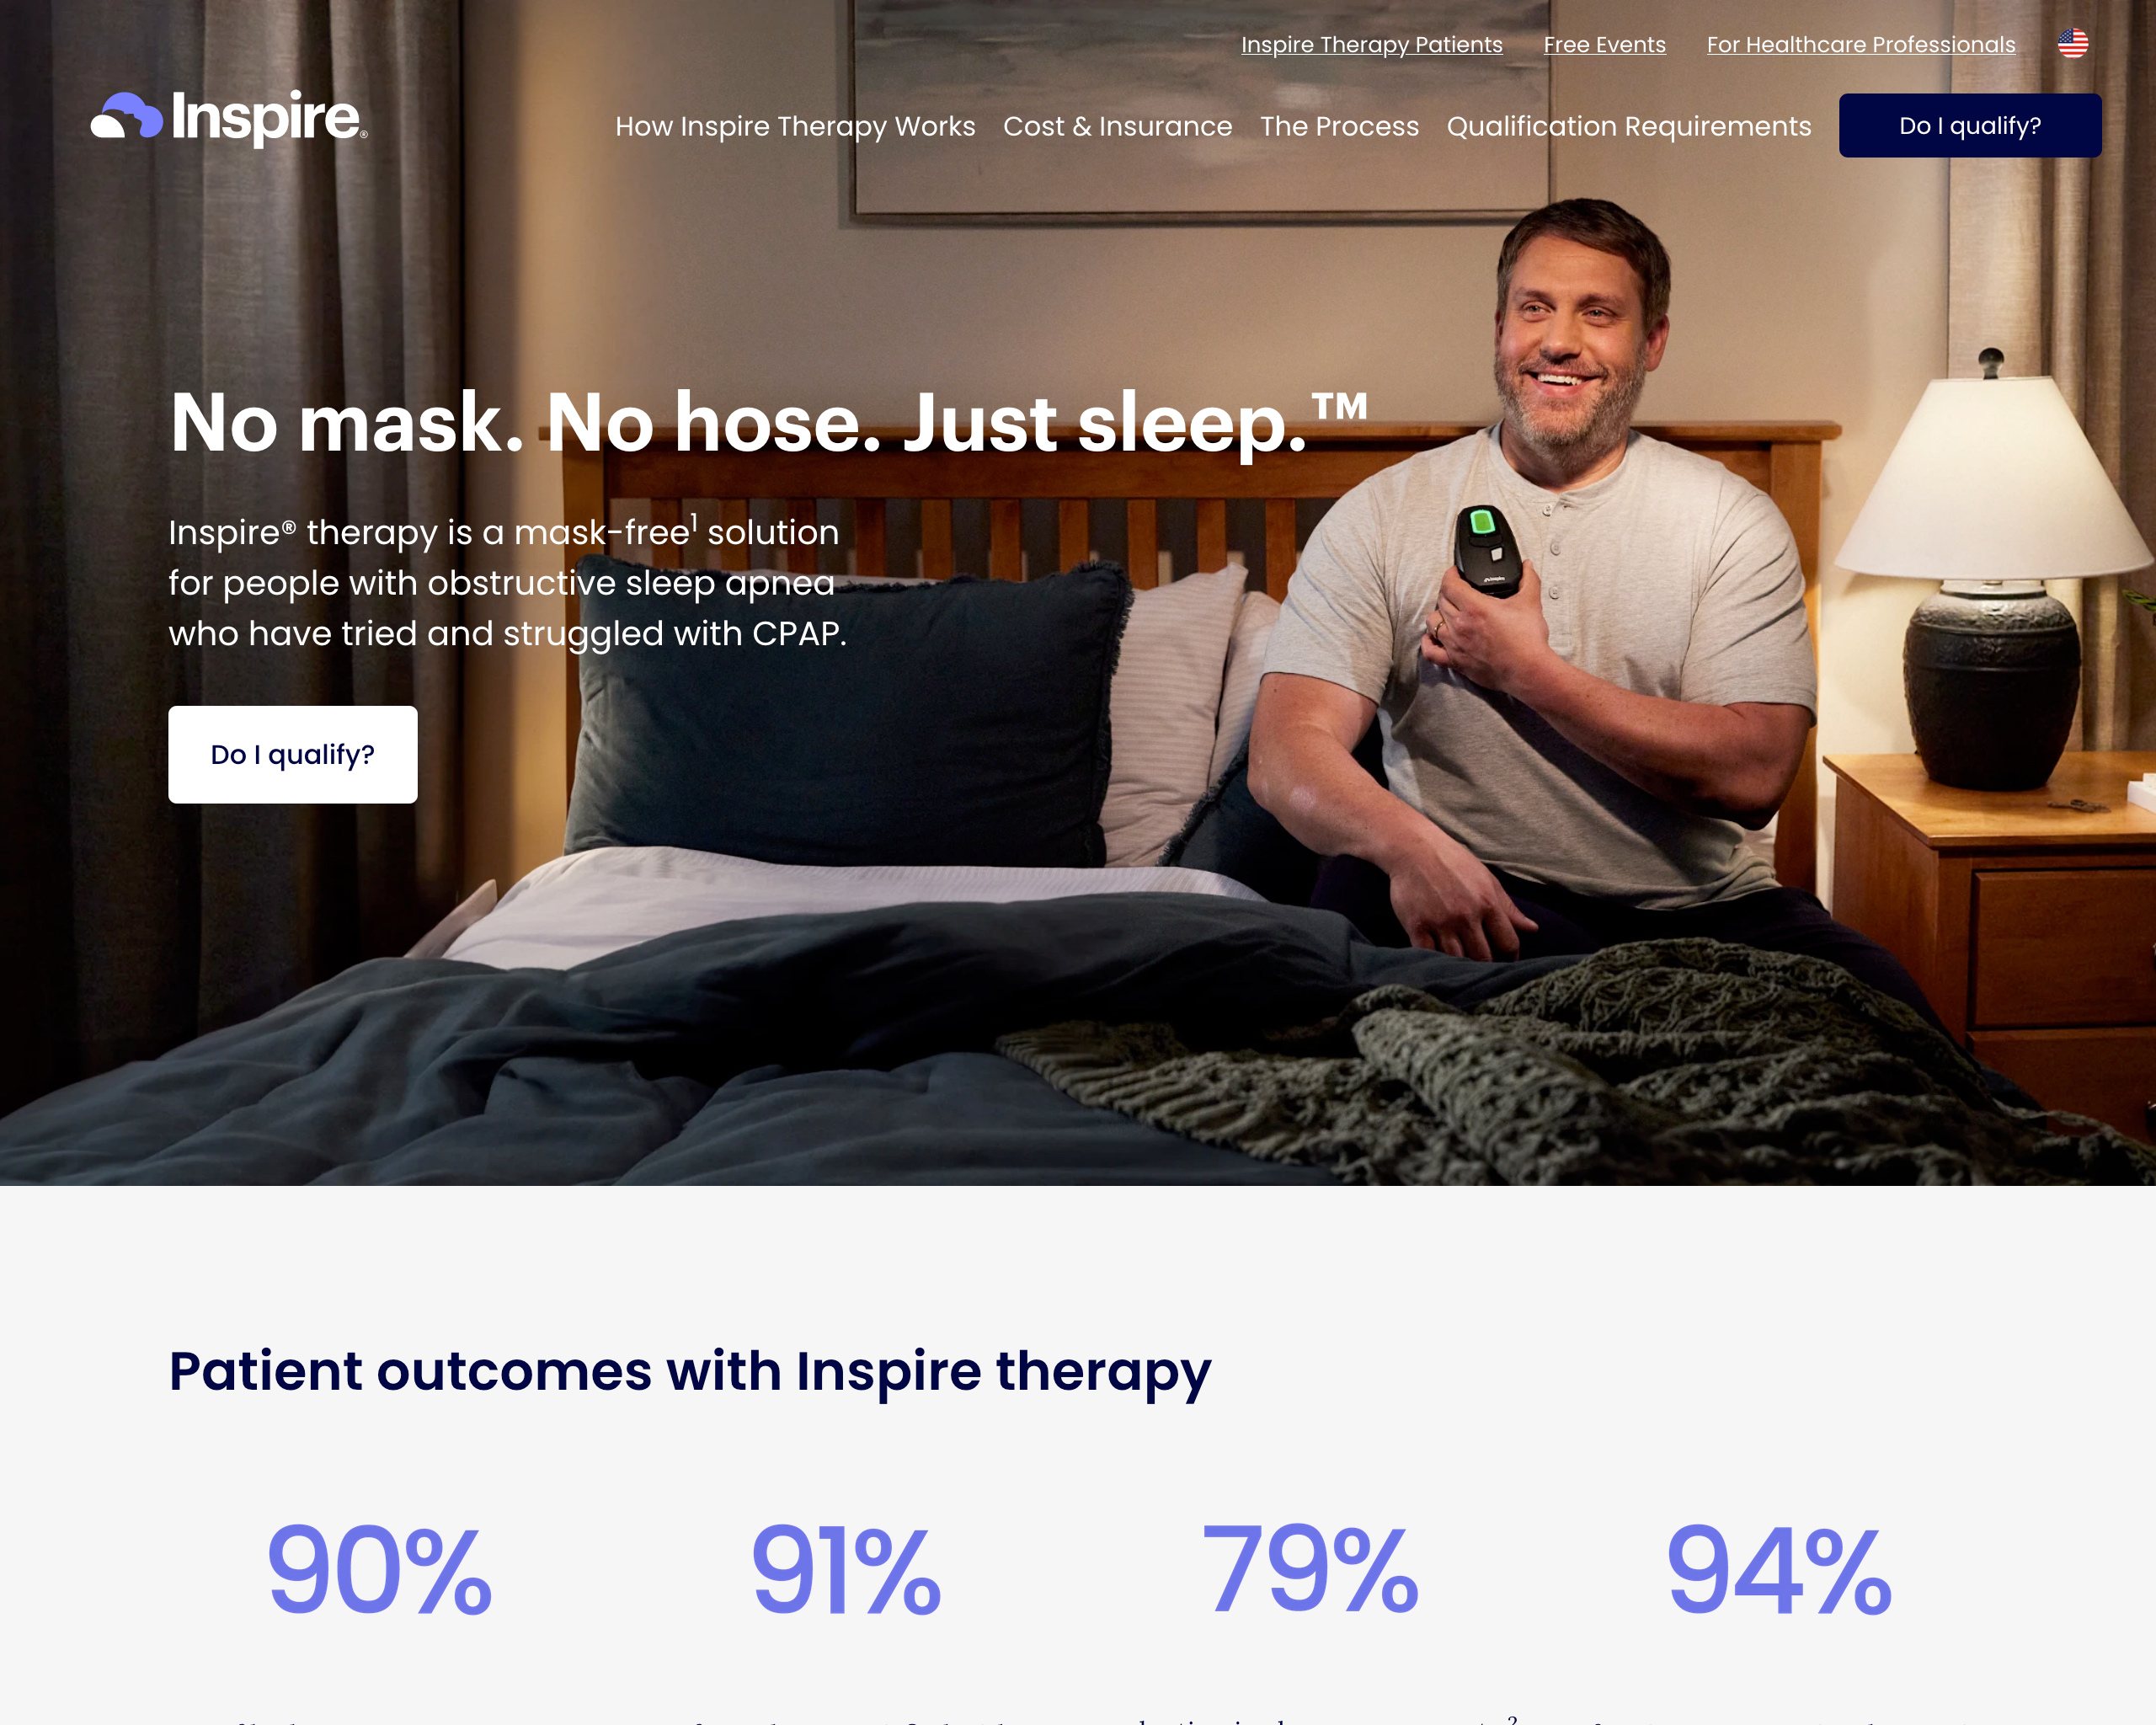 Inspire Therapy Patients Free Events For Healthcare Professionals
Inspire®
How Inspire Therapy Works Cost & Insurance The Process Qualification Requirements Do I qualify?
No mask. No hose. Just sleep.™
Inspire® therapy is a mask-free¹ solution
for people with obstructive sleep apnea
who have tried and struggled with CPAP.
Do I qualify?
Patient outcomes with Inspire therapy
90% 91% 79% 94%